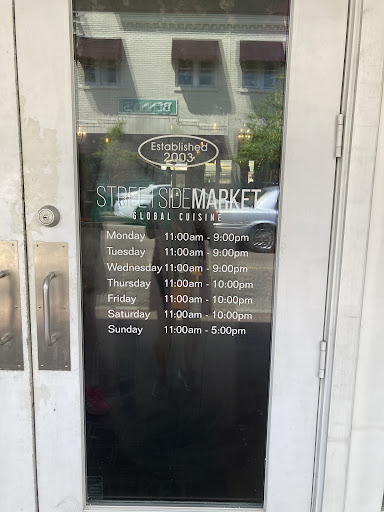 Established
2003
STREETSIDEMARKET
GLOBAL CUISINE
Monday 11:00am - 9:00pm
Tuesday 11:00am - 9:00pm
Wednesday 11:00am - 9:00pm
Thursday 11:00am - 10:00pm
Friday 11:00am - 10:00pm
Saturday 11:00am - 10:00pm
Sunday 11:00am - 5:00pm